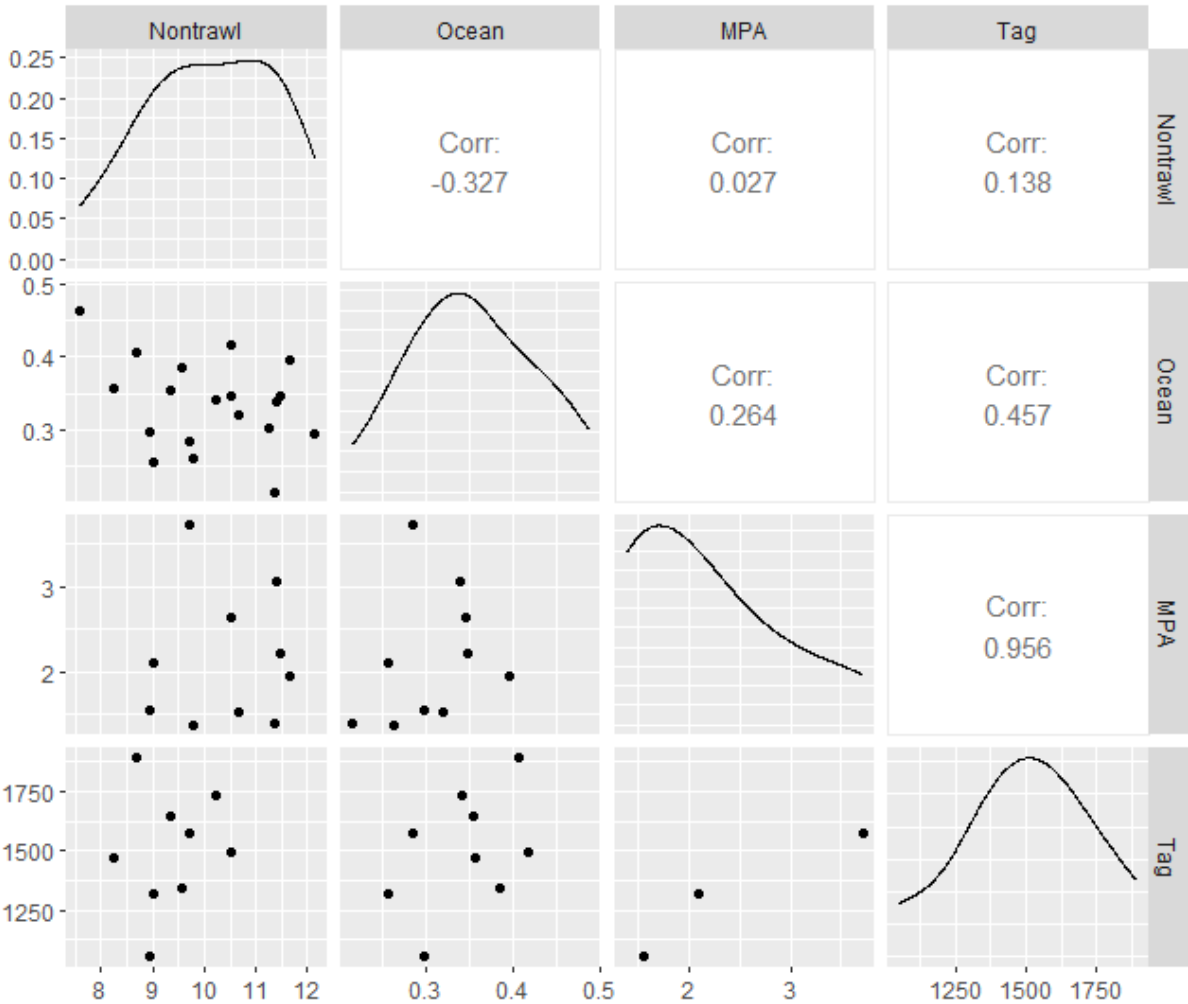 Nontrawl Ocean MPA Tag
0.25
0.20
0.15
0.10
0.05
0.00
Corr:
-0.327
Corr:
0.027
Corr:
0.138
Nontrawl
0.5
0.4
0.3
Corr:
0.264
Corr:
0.457
Ocean
3
2
Corr:
0.956
MPA
1750
1500
1250
Tag
8 9 10 11 12 0.3 0.4 0.5 2 3 1250 1500 1750